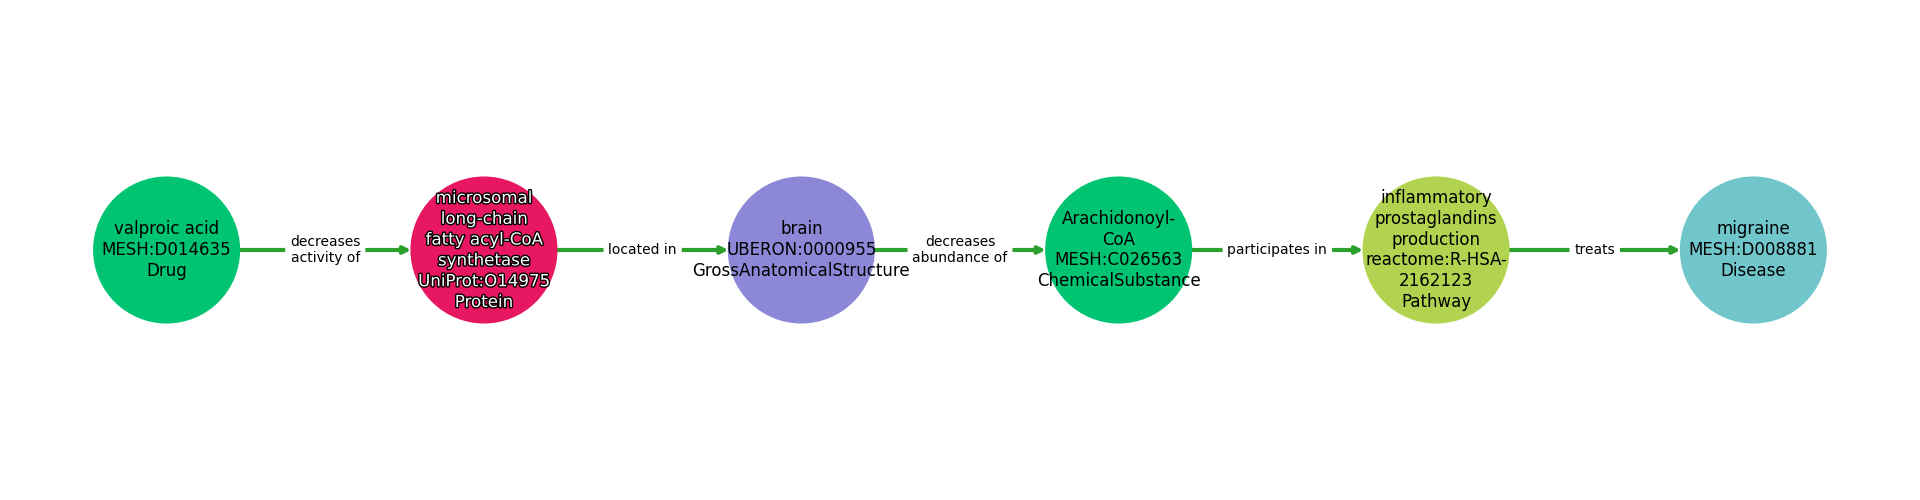 valproic acid
MESH:D014635
Drug
decreases
activity of
microsomal
long-chain
fatty acyl-CoA
synthetase
UniProt:O14975
Protein
located in
brain
UBERON:0000955
GrossAnatomicalStructure
decreases
abundance of
Arachidonoyl-
CoA
MESH:C026563
ChemicalSubstance
participates in
inflammatory
prostaglandins
production
reactome:R-HSA-
2162123
Pathway
treats
migraine
MESH:D008881
Disease